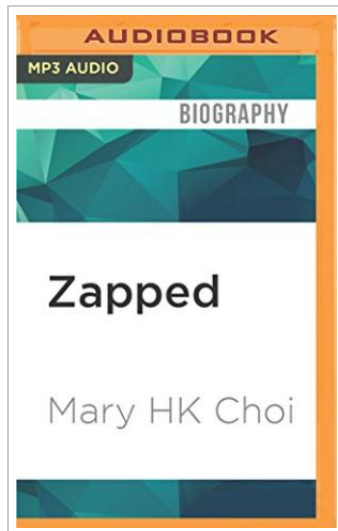 AUDIOBOOK
MP3 AUDIO
BIOGRAPHY
Zapped
Mary HK Choi